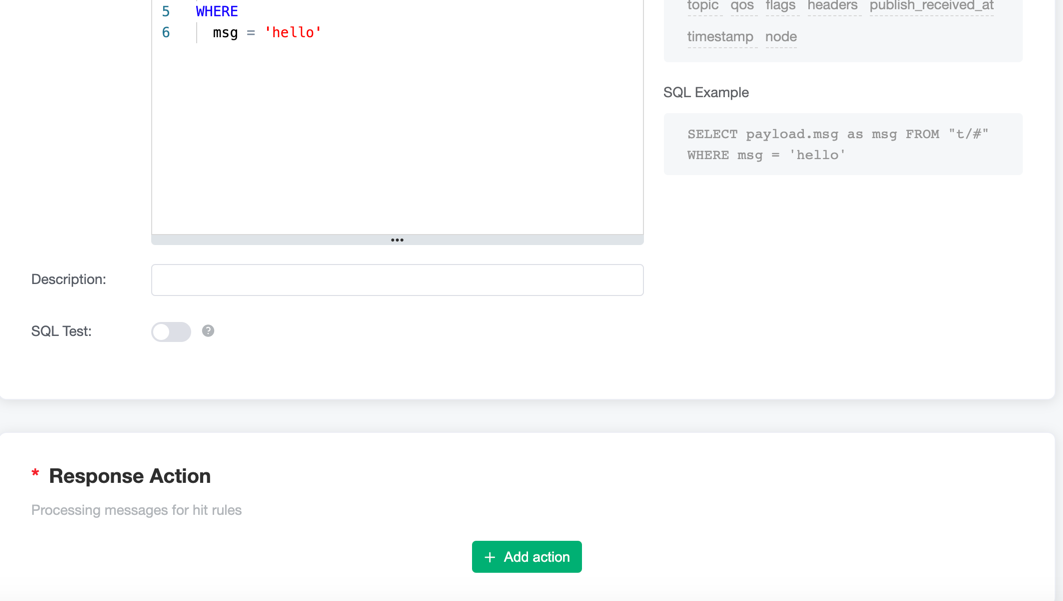 5 WHERE
6 msg = 'hello'
topic qos flags headers publish_received_at
timestamp node
SQL Example
SELECT payload.msg as msg FROM "t/#"
WHERE msg = 'hello'
Description:
SQL Test:
?
* Response Action
Processing messages for hit rules
+ Add action